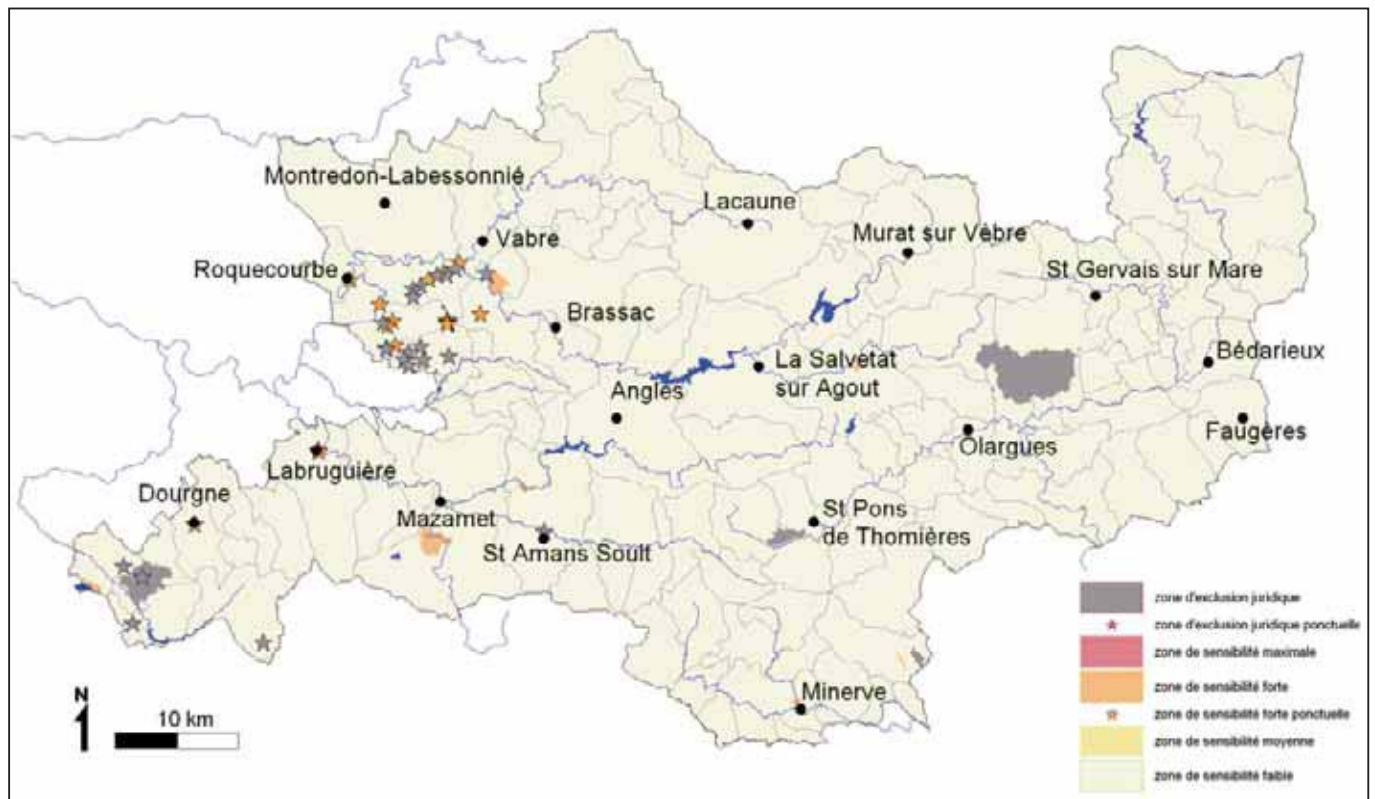 Montredon-Labessonnié
Lacaune
Vabre
Murat sur Vèbre
Roquecourbe
St Gervais sur Mare
Brassac
Bédarieux
La Salvetat
sur Agout
Anglès
Faugères
Olargues
Labruguière
Dourgne
Mazamet
St Pons
de Thomières
St Amans Soult
Minerve
N
10 km
zone d'exclusion juridique
zone d'exclusion juridique ponctuelle
zone de sensibilité maximale
zone de sensibilité forte
zone de sensibilité forte ponctuelle
zone de sensibilité moyenne
zone de sensibilité faible